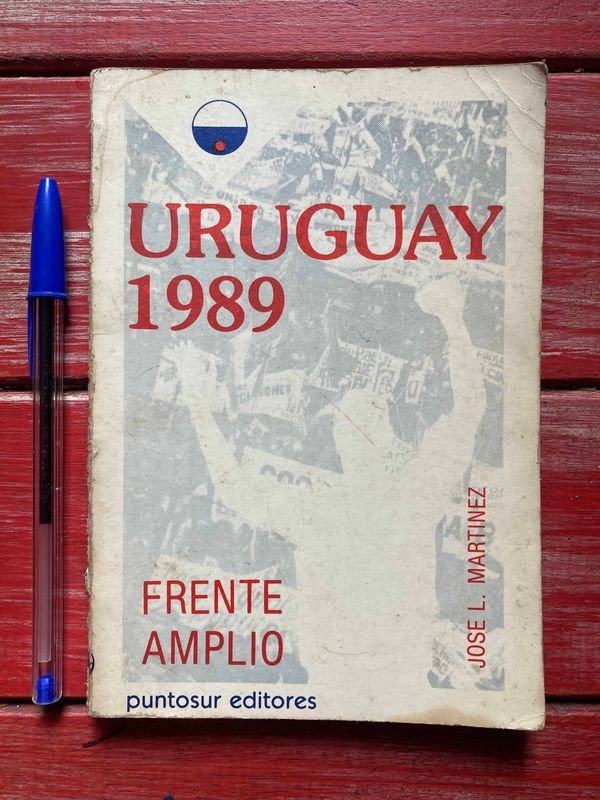 URUGUAY
1989
FRENTE
AMPLIO
JOSE L. MARTINEZ
puntosur editores